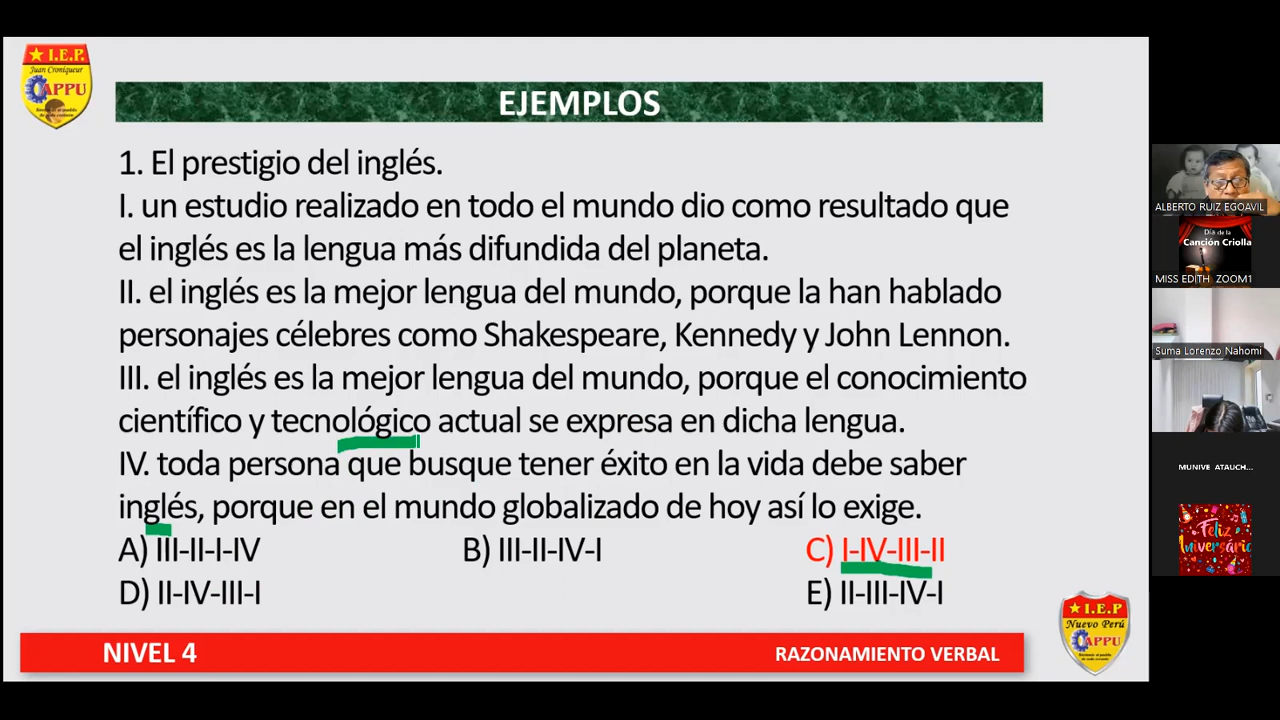 ★ I.E.P.
Juan Croniqueur
APPU
EJEMPLOS
1. El prestigio del inglés.
I. un estudio realizado en todo el mundo dio como resultado que
el inglés es la lengua más difundida del planeta.
II. el inglés es la mejor lengua del mundo, porque la han hablado
personajes célebres como Shakespeare, Kennedy y John Lennon.
III. el inglés es la mejor lengua del mundo, porque el conocimiento
científico y tecnológico actual se expresa en dicha lengua.
IV. toda persona que busque tener éxito en la vida debe saber
inglés, porque en el mundo globalizado de hoy así lo exige.
A) III-II-I-IV B) III-II-IV-I C) I-IV-III-II
D) II-IV-III-I E) II-III-IV-I
NIVEL 4 RAZONAMIENTO VERBAL
★ I.E.P
Nuevo Perú
APPU
ALBERTO RUIZ EGOAVIL
Día de la
Canción Criolla
MISS EDITH ZOOM1
Suma Lorenzo Nahomi
MUNIVE ATAUCH...
Feliz
Aniversario